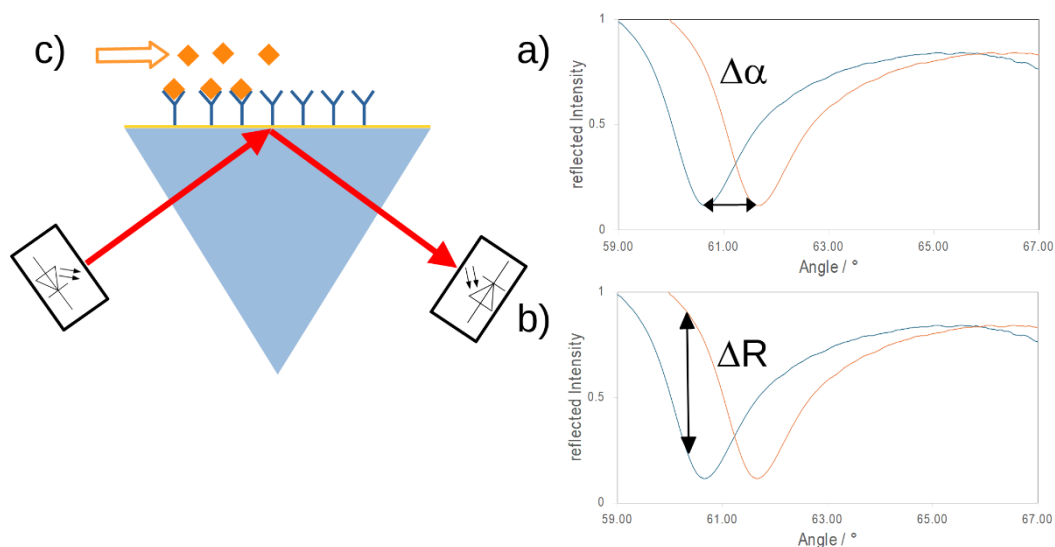 c)
a)
1
Δα
reflected Intensity
0.5
0
59.00 61.00 63.00 65.00 67.00
Angle / °
b)
1
ΔR
reflected Intensity
0.5
0
59.00 61.00 63.00 65.00 67.00
Angle / °